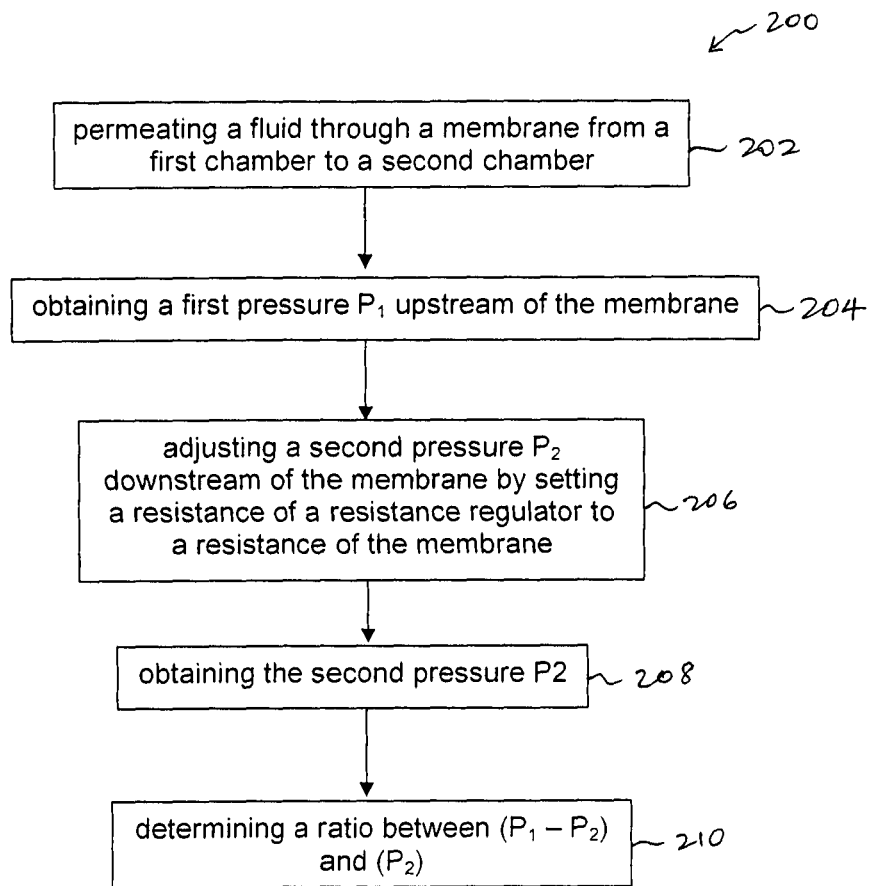 200
permeating a fluid through a membrane from a
first chamber to a second chamber
202
obtaining a first pressure P₁ upstream of the membrane
204
adjusting a second pressure P₂
downstream of the membrane by setting
a resistance of a resistance regulator to
a resistance of the membrane
206
obtaining the second pressure P2
208
determining a ratio between (P₁ – P₂)
and (P₂)
210